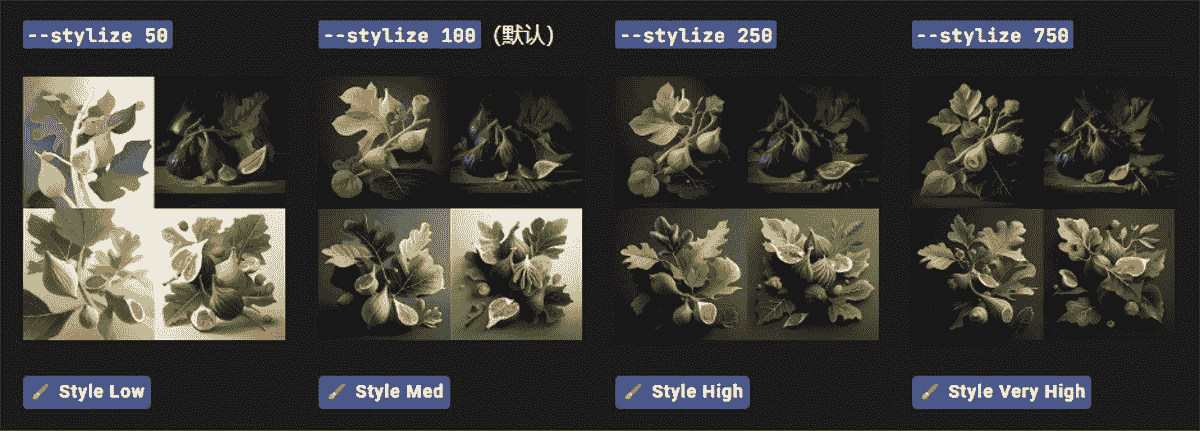 --stylize 50
--stylize 100 (默认)
--stylize 250
--stylize 750
Style Low
Style Med
Style High
Style Very High